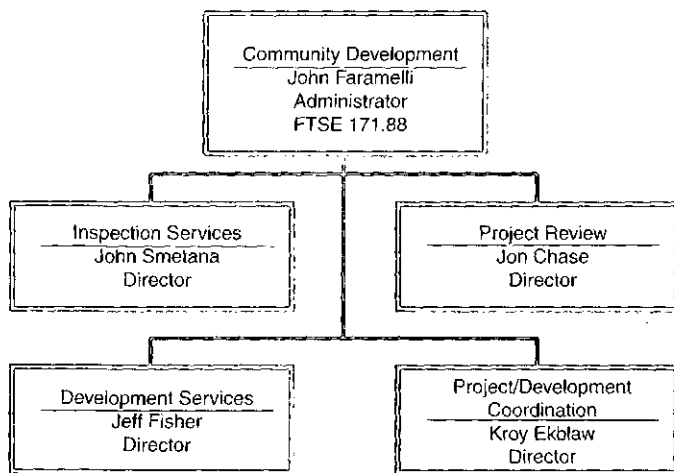 Community Development
John Faramelli
Administrator
FTSE 171.88
Inspection Services
John Smetana
Director
Project Review
Jon Chase
Director
Development Services
Jeff Fisher
Director
Project/Development
Coordination
Kroy Ekblaw
Director